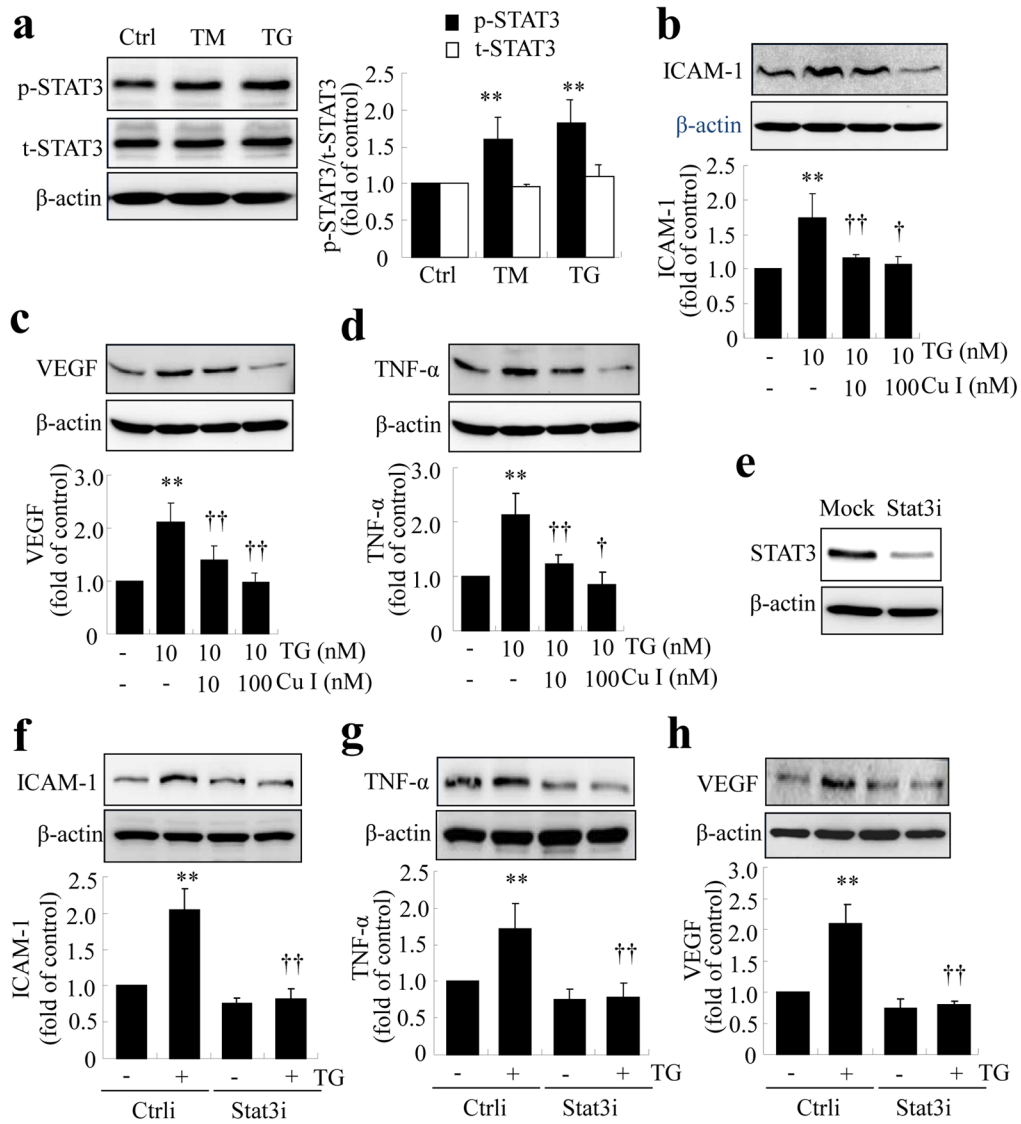 a
Ctrl TM TG
p-STAT3
t-STAT3
β-actin
p-STAT3
t-STAT3
p-STAT3/t-STAT3
(fold of control)
2.5
2.0
1.5
1.0
0.5
0
** **
Ctrl TM TG
b
ICAM-1
β-actin
ICAM-1
(fold of control)
2.5
2.0
1.5
1.0
0.5
0
** †† †
- 10 10 10 TG (nM)
- - 10 100 Cu I (nM)
c
VEGF
β-actin
VEGF
(fold of control)
3.0
2.0
1.0
0
** †† ††
- 10 10 10 TG (nM)
- - 10 100 Cu I (nM)
d
TNF-α
β-actin
TNF-α
(fold of control)
3.0
2.0
1.0
0
** †† †
- 10 10 10 TG (nM)
- - 10 100 Cu I (nM)
e
Mock Stat3i
STAT3
β-actin
f
ICAM-1
β-actin
ICAM-1
(fold of control)
2.5
2.0
1.5
1.0
0.5
0
** ††
- + - + TG
Ctrli Stat3i
g
TNF-α
β-actin
TNF-α
(fold of control)
2.5
2.0
1.5
1.0
0.5
0
** ††
- + - + TG
Ctrli Stat3i
h
VEGF
β-actin
VEGF
(fold of control)
3.0
2.5
2.0
1.5
1.0
0.5
0
** ††
- + - + TG
Ctrli Stat3i